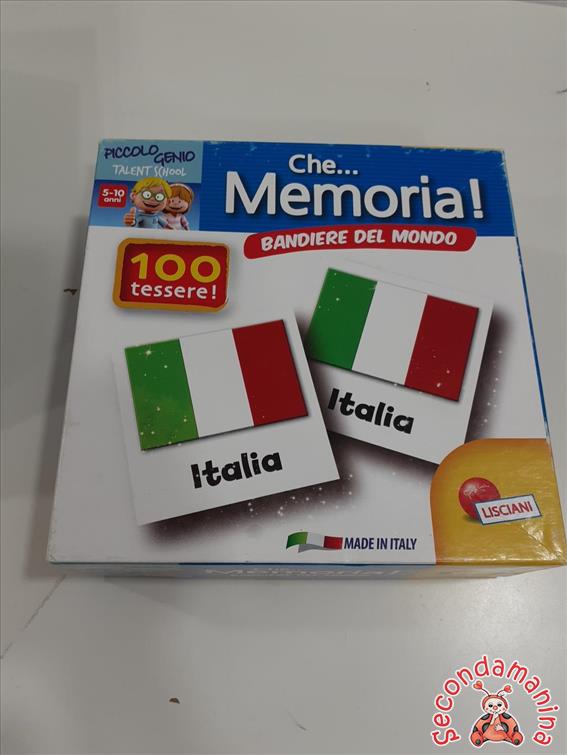 PICCOLO GENIO
TALENT SCHOOL
5-10
anni
Che...
Memoria!
BANDIERE DEL MONDO
100
tessere!
Italia
Italia
LISCIANI
MADE IN ITALY
Memoria!
Secondamanina